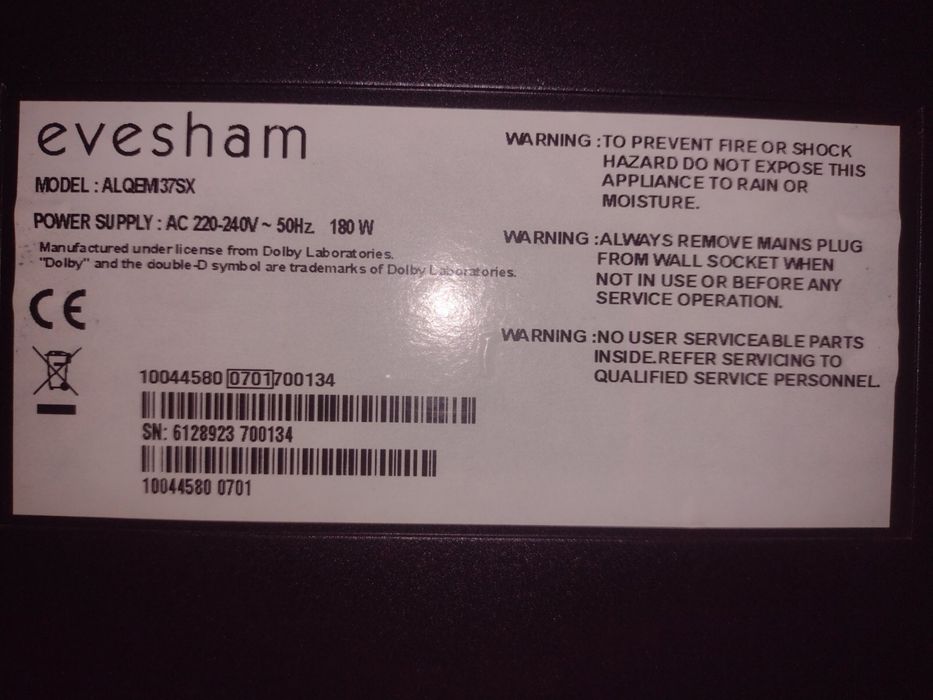 evesham
MODEL : ALQEMI37SX
POWER SUPPLY : AC 220-240V ~ 50Hz. 180 W
Manufactured under license from Dolby Laboratories.
"Dolby" and the double-D symbol are trademarks of Dolby Laboratories.
CE
10044580 0701 700134
SN: 6128923 700134
10044580 0701
WARNING :TO PREVENT FIRE OR SHOCK
HAZARD DO NOT EXPOSE THIS
APPLIANCE TO RAIN OR
MOISTURE.
WARNING :ALWAYS REMOVE MAINS PLUG
FROM WALL SOCKET WHEN
NOT IN USE OR BEFORE ANY
SERVICE OPERATION.
WARNING :NO USER SERVICEABLE PARTS
INSIDE.REFER SERVICING TO
QUALIFIED SERVICE PERSONNEL.